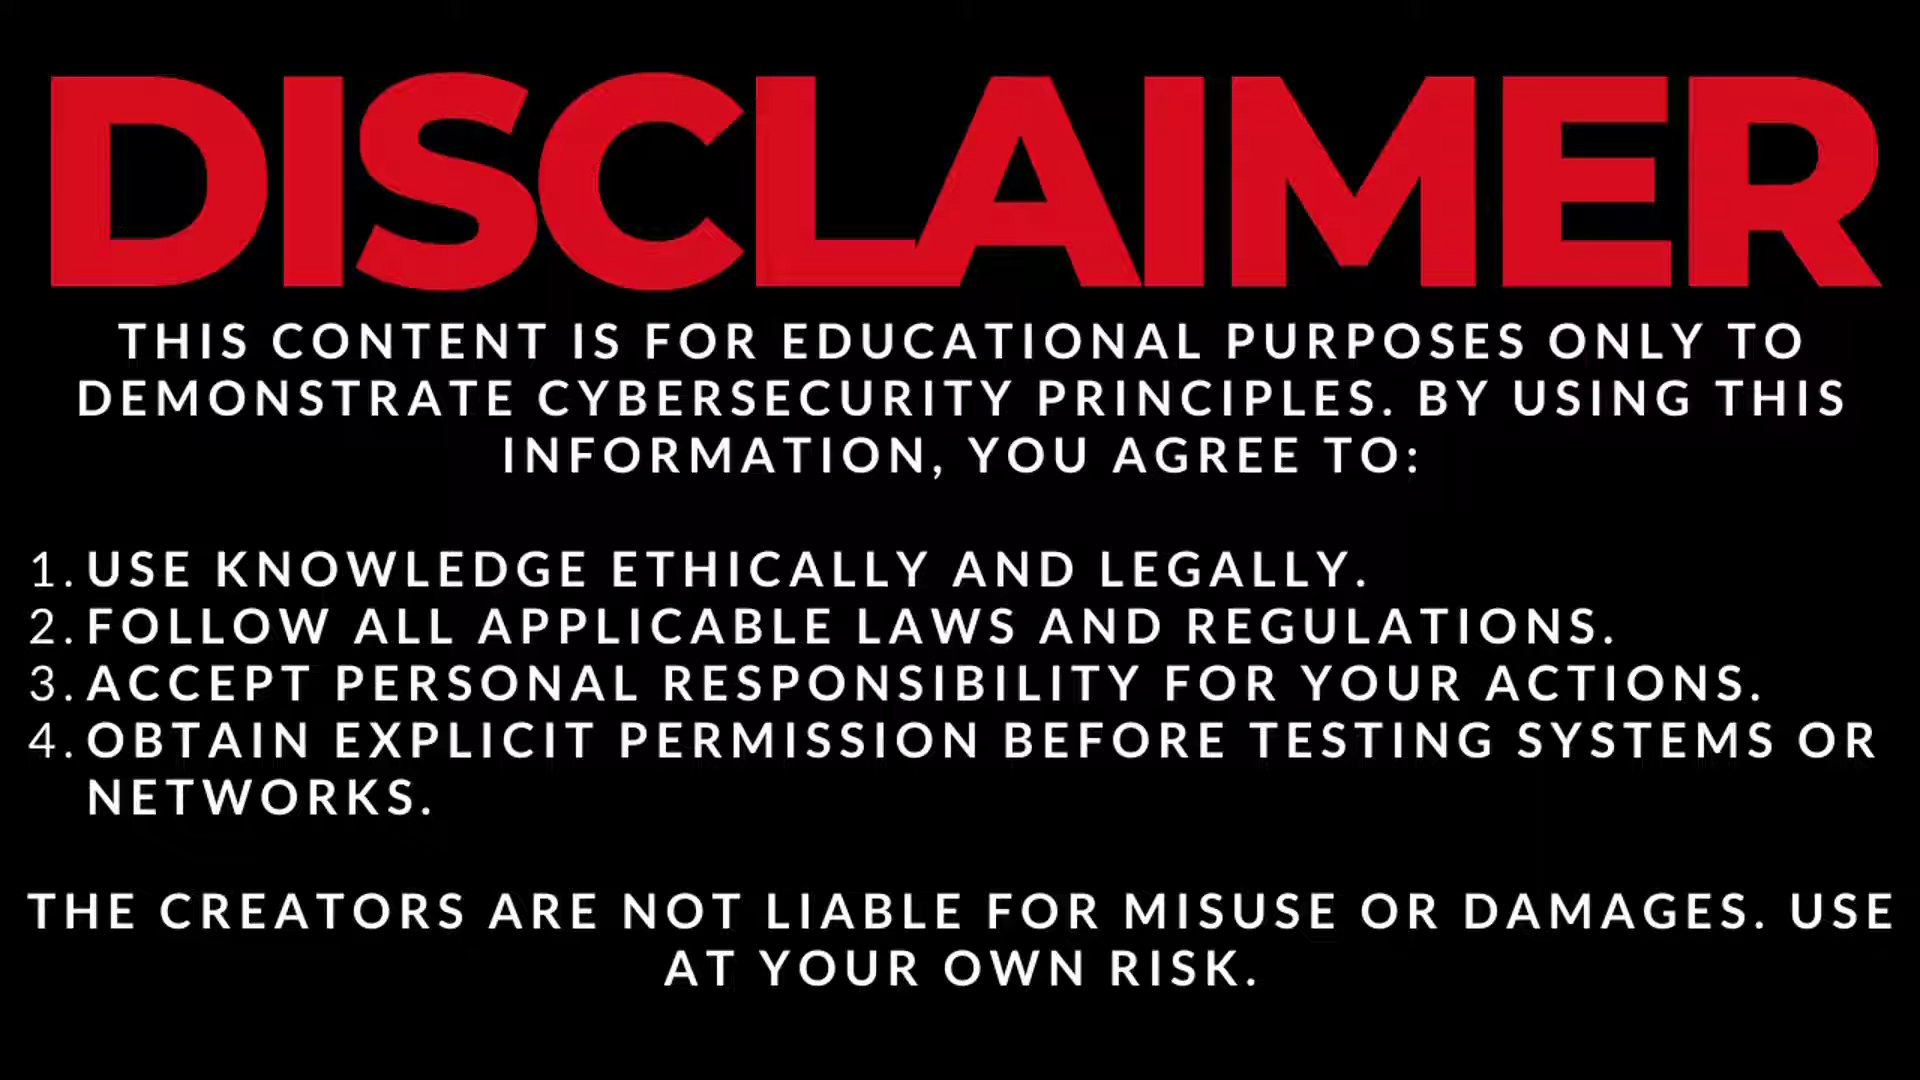 DISCLAIMER
THIS CONTENT IS FOR EDUCATIONAL PURPOSES ONLY TO
DEMONSTRATE CYBERSECURITY PRINCIPLES. BY USING THIS
INFORMATION, YOU AGREE TO:
1. USE KNOWLEDGE ETHICALLY AND LEGALLY.
2. FOLLOW ALL APPLICABLE LAWS AND REGULATIONS.
3. ACCEPT PERSONAL RESPONSIBILITY FOR YOUR ACTIONS.
4. OBTAIN EXPLICIT PERMISSION BEFORE TESTING SYSTEMS OR
NETWORKS.
THE CREATORS ARE NOT LIABLE FOR MISUSE OR DAMAGES. USE
AT YOUR OWN RISK.